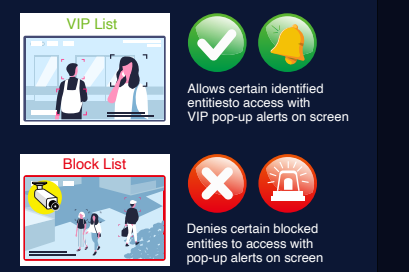 VIP List
Allows certain identified
entitiesto access with
VIP pop-up alerts on screen
Block List
Denies certain blocked
entities to access with
pop-up alerts on screen